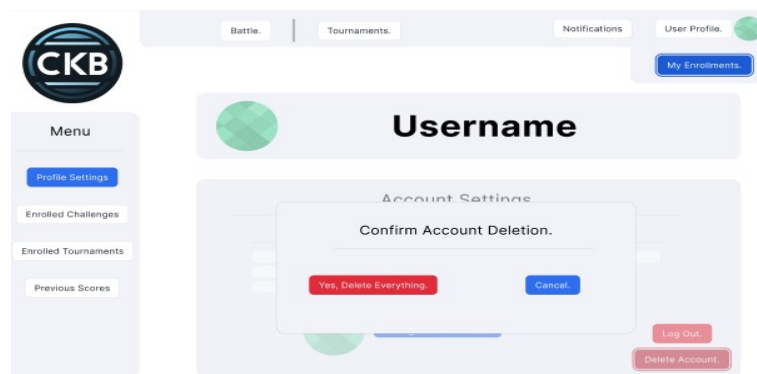 Battle.
Tournaments.
Notifications
User Profile.
My Enrollments.
CKB
Menu
Profile Settings
Enrolled Challenges
Enrolled Tournaments
Previous Scores
Username
Account Settings
Confirm Account Deletion.
Yes, Delete Everything.
Cancel.
Log Out.
Delete Account.